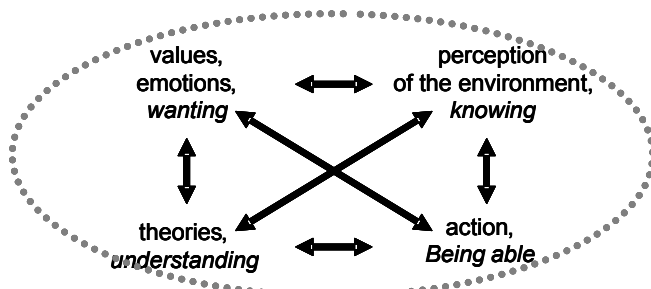 values,
emotions,
wanting
perception
of the environment,
knowing
theories,
understanding
action,
Being able